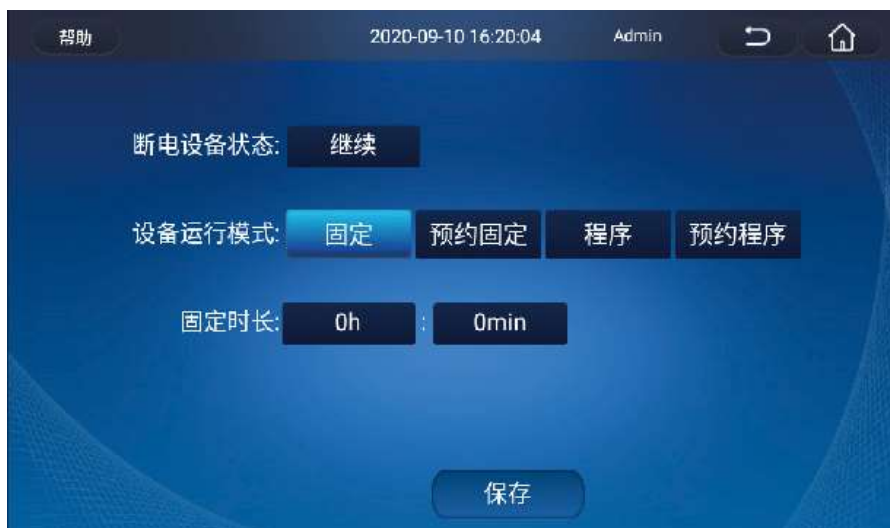 帮助 2020-09-10 16:20:04 Admin
断电设备状态: 继续
设备运行模式: 固定 预约固定 程序 预约程序
固定时长: 0h : 0min
保存